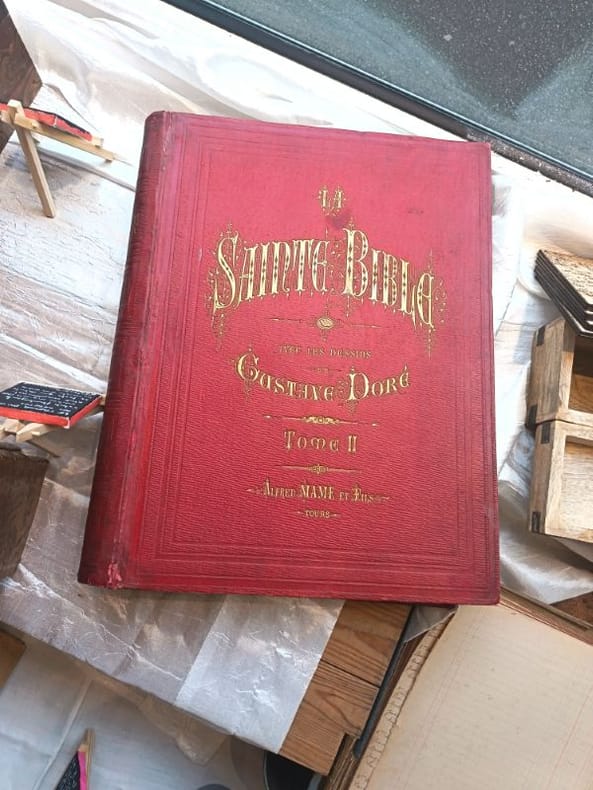 LA
SAINTE BIBLE
AVEC LES DESSINS
DE
GUSTAVE DORÉ
TOME II
ALFRED MAME ET FILS
TOURS